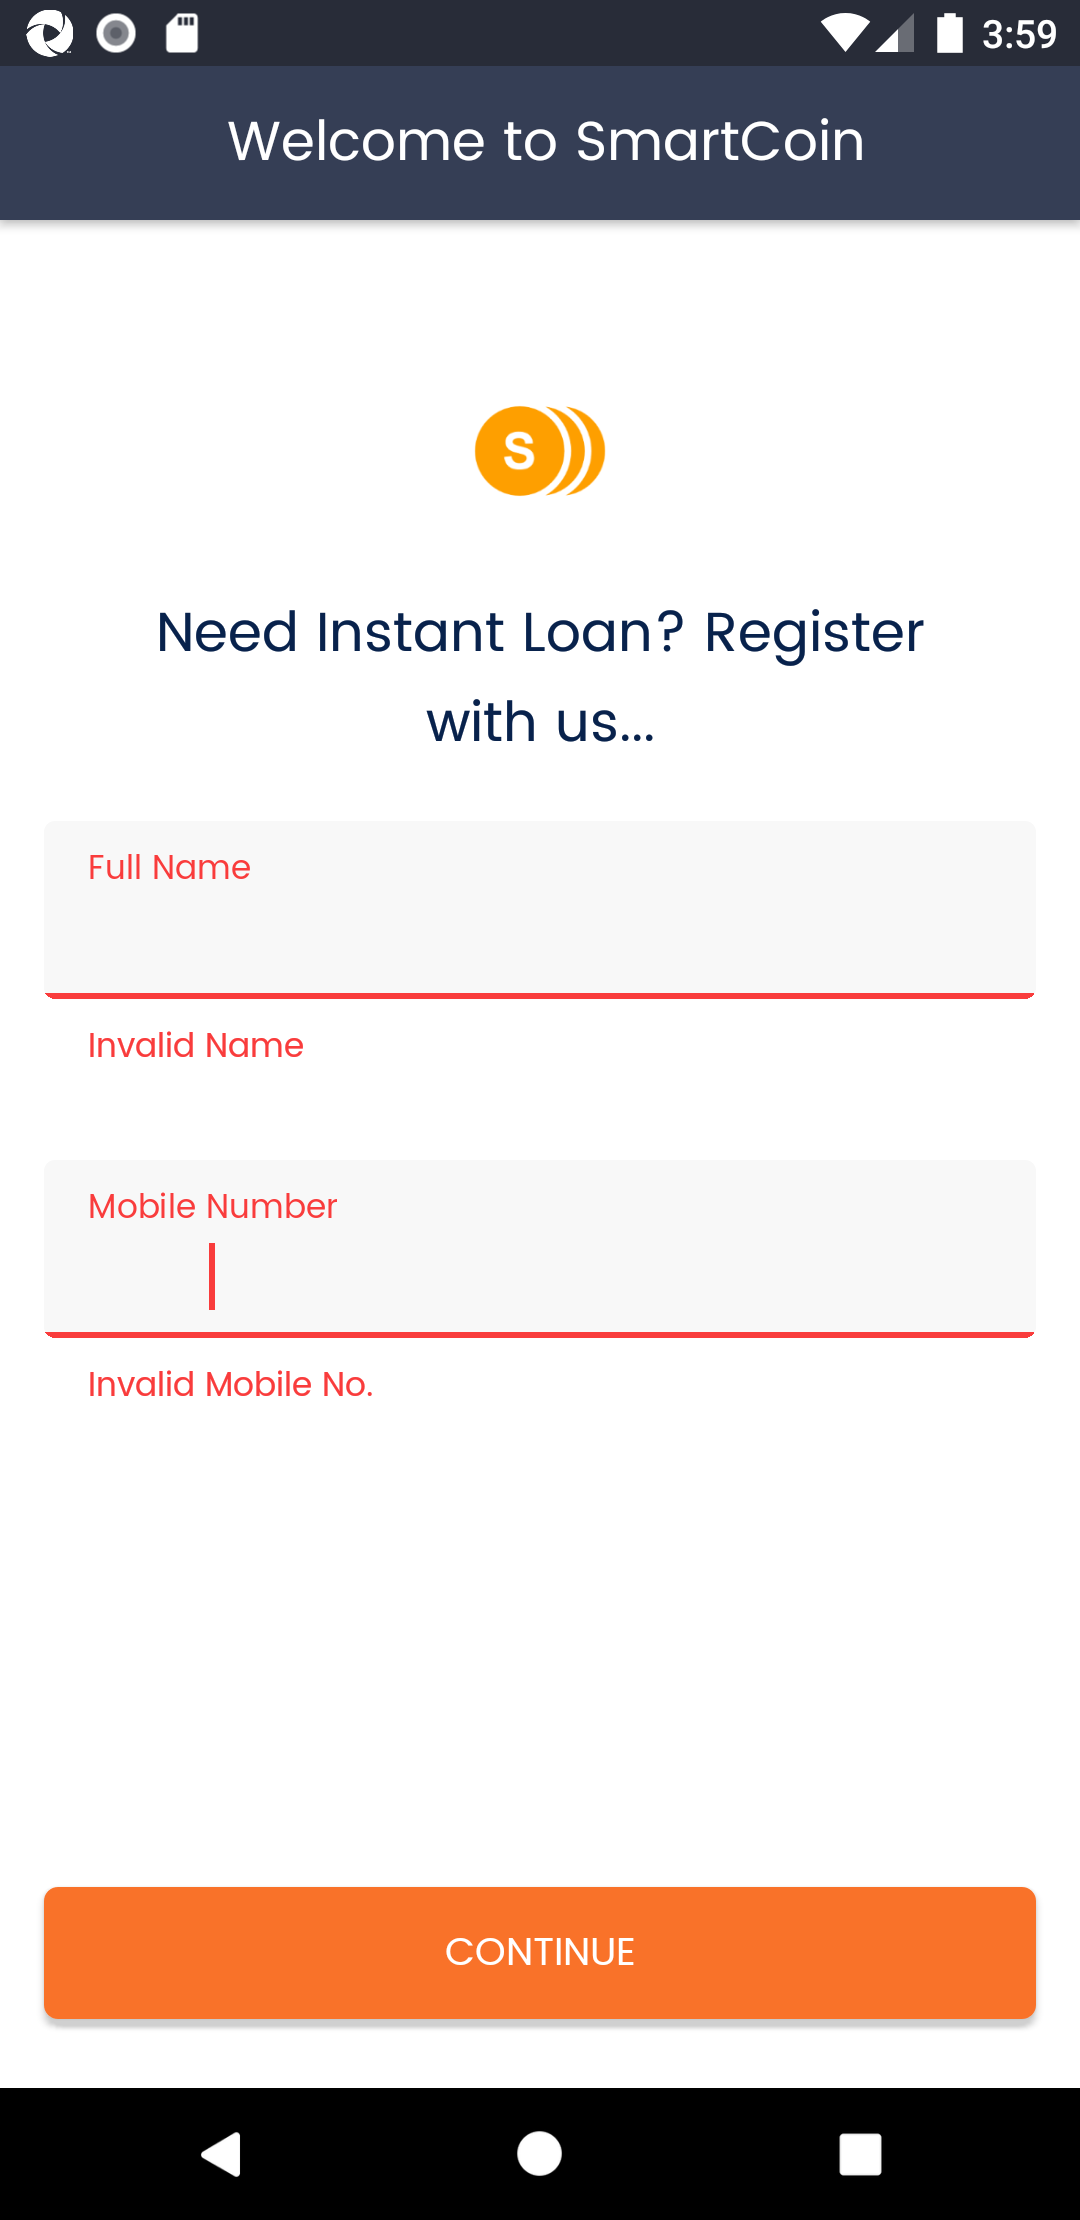 3:59
Welcome to SmartCoin
S
Need Instant Loan? Register
with us...
Full Name
Invalid Name
Mobile Number
Invalid Mobile No.
CONTINUE